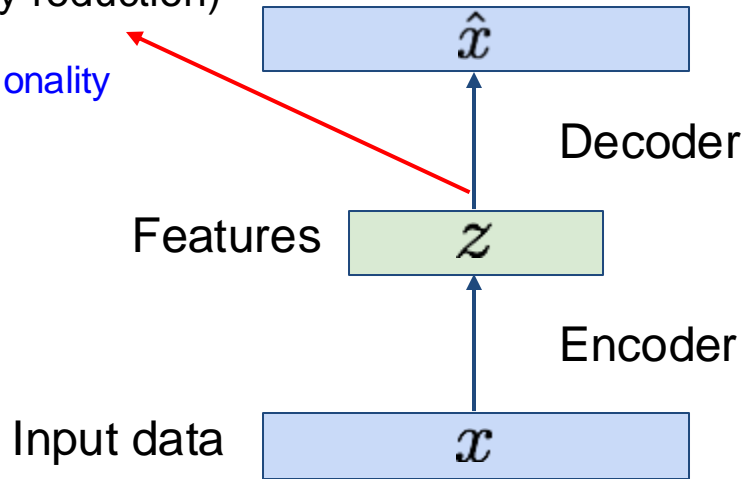 y reduction)
x̂
onality
Decoder
Features
z
Encoder
Input data
x